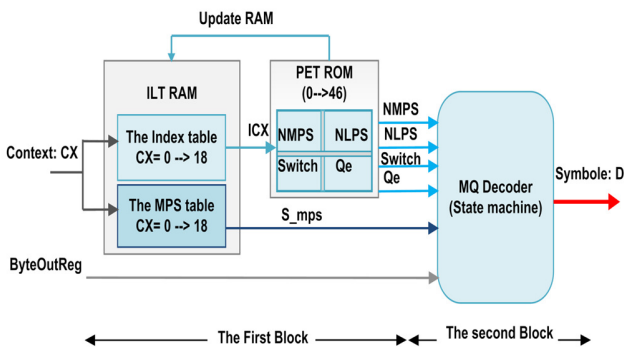 Update RAM
ILT RAM
PET ROM
(0-->46)
The Index table
CX= 0 --> 18
ICX
NMPS
NLPS
Switch
Qe
NMPS
NLPS
Switch
Qe
Context: CX
The MPS table
CX= 0 --> 18
S_mps
MQ Decoder
(State machine)
Symbole: D
ByteOutReg
The First Block
The second Block